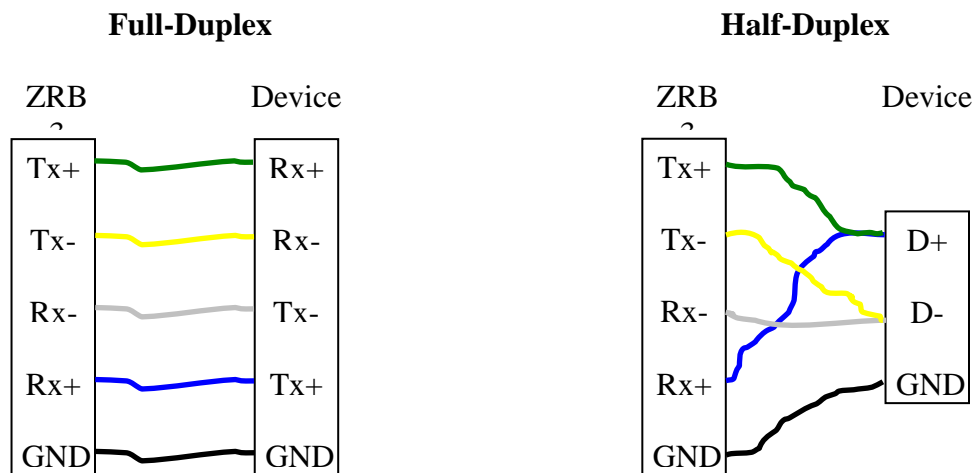 Full-Duplex
ZRB
Device
Tx+
Rx+
Tx-
Rx-
Rx-
Tx-
Rx+
Tx+
GND
GND
Half-Duplex
ZRB
Device
Tx+
Tx-
D+
Rx-
D-
Rx+
GND
GND